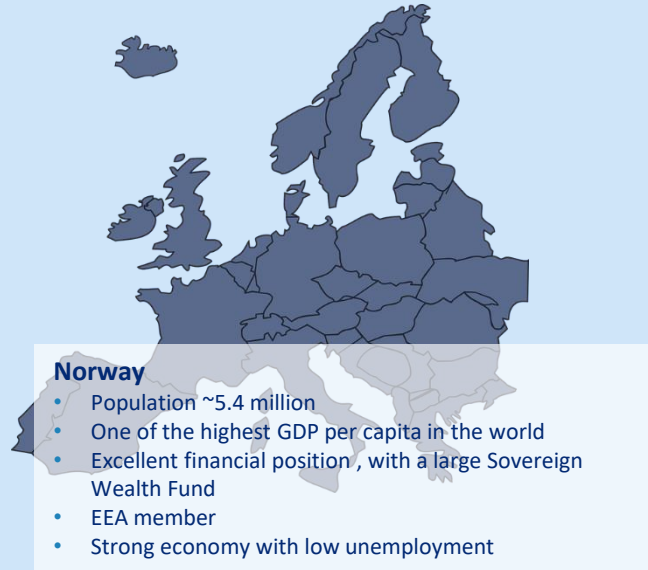 Norway
• Population ~5.4 million
• One of the highest GDP per capita in the world
• Excellent financial position , with a large Sovereign
Wealth Fund
• EEA member
• Strong economy with low unemployment